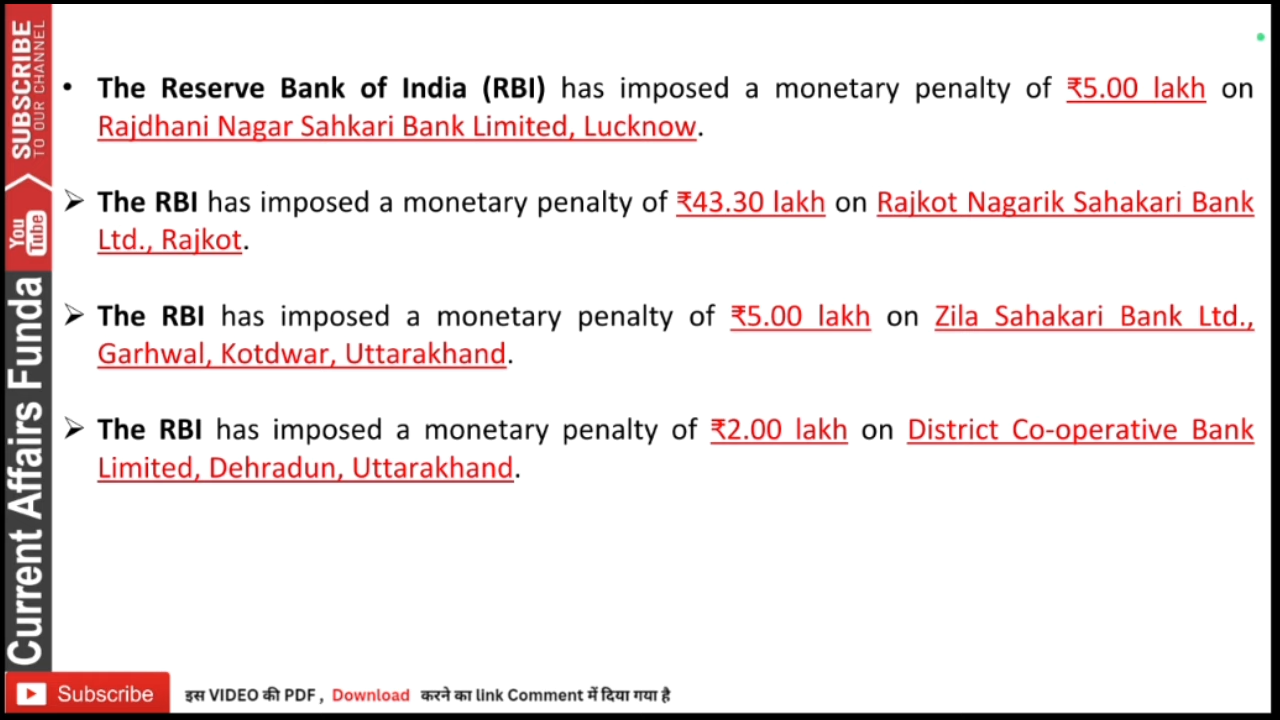 • The Reserve Bank of India (RBI) has imposed a monetary penalty of ₹5.00 lakh on
Rajdhani Nagar Sahkari Bank Limited, Lucknow.
➢ The RBI has imposed a monetary penalty of ₹43.30 lakh on Rajkot Nagarik Sahakari Bank
Ltd., Rajkot.
➢ The RBI has imposed a monetary penalty of ₹5.00 lakh on Zila Sahakari Bank Ltd.,
Garhwal, Kotdwar, Uttarakhand.
➢ The RBI has imposed a monetary penalty of ₹2.00 lakh on District Co-operative Bank
Limited, Dehradun, Uttarakhand.
SUBSCRIBE
TO OUR CHANNEL
You
Tube
Current Affairs Funda
Subscribe
इस VIDEO की PDF , Download करने का link Comment में दिया गया है